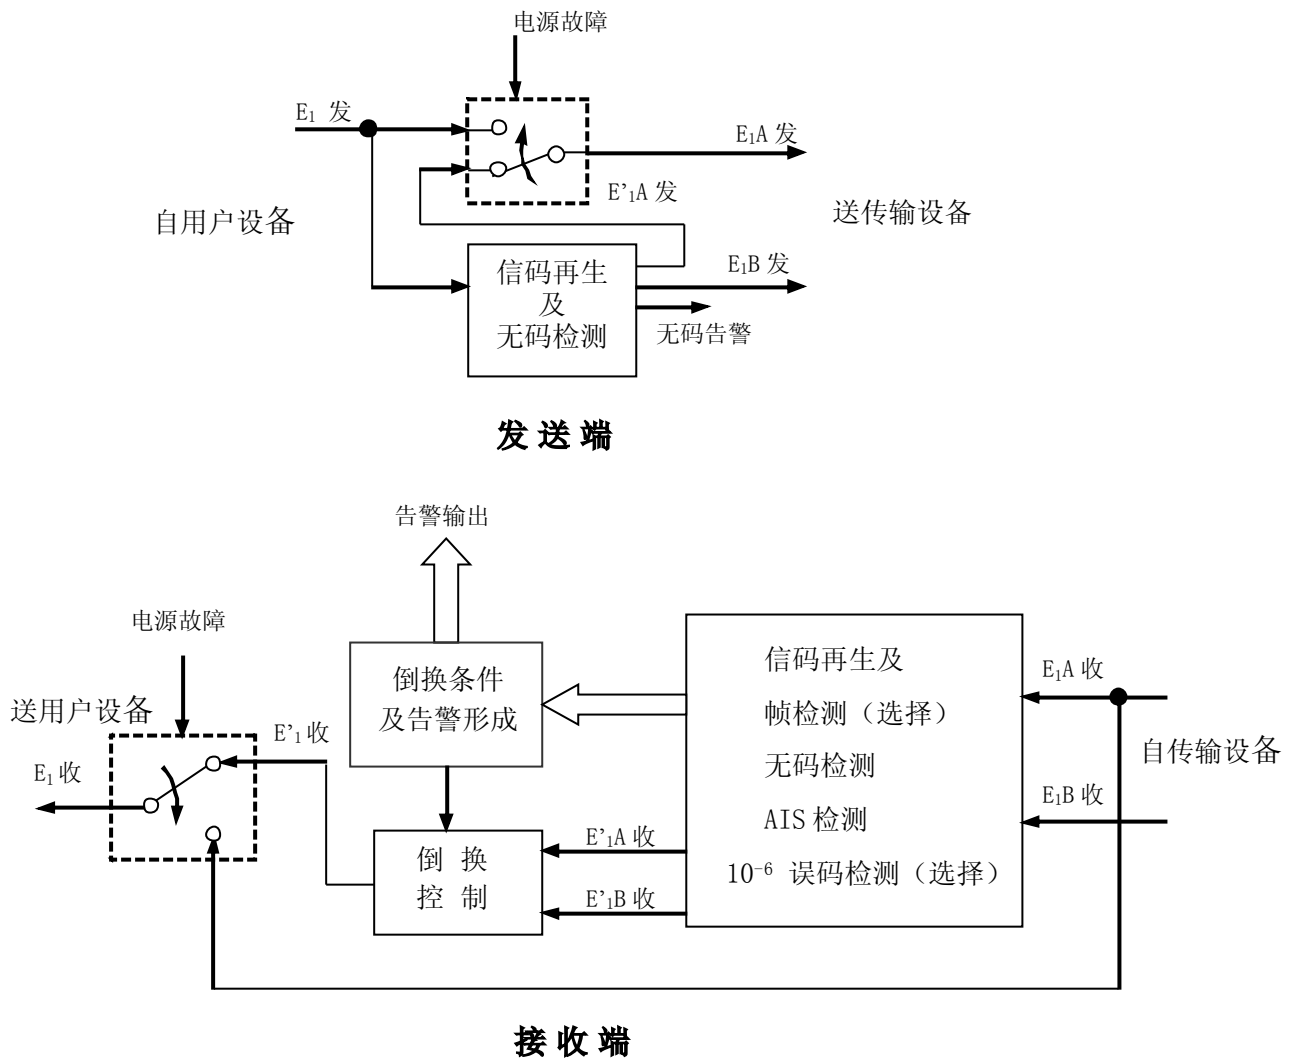 电源故障
E₁ 发
E₁A 发
E'₁A 发
自用户设备
送传输设备
信码再生
及
无码检测
E₁B 发
无码告警
发 送 端
告警输出
电源故障
送用户设备
E'₁ 收
E₁ 收
倒换条件
及告警形成
倒 换
控 制
E'₁A 收
E'₁B 收
信码再生及
帧检测（选择）
无码检测
AIS 检测
10⁻⁶ 误码检测（选择）
E₁A 收
自传输设备
E₁B 收
接 收 端